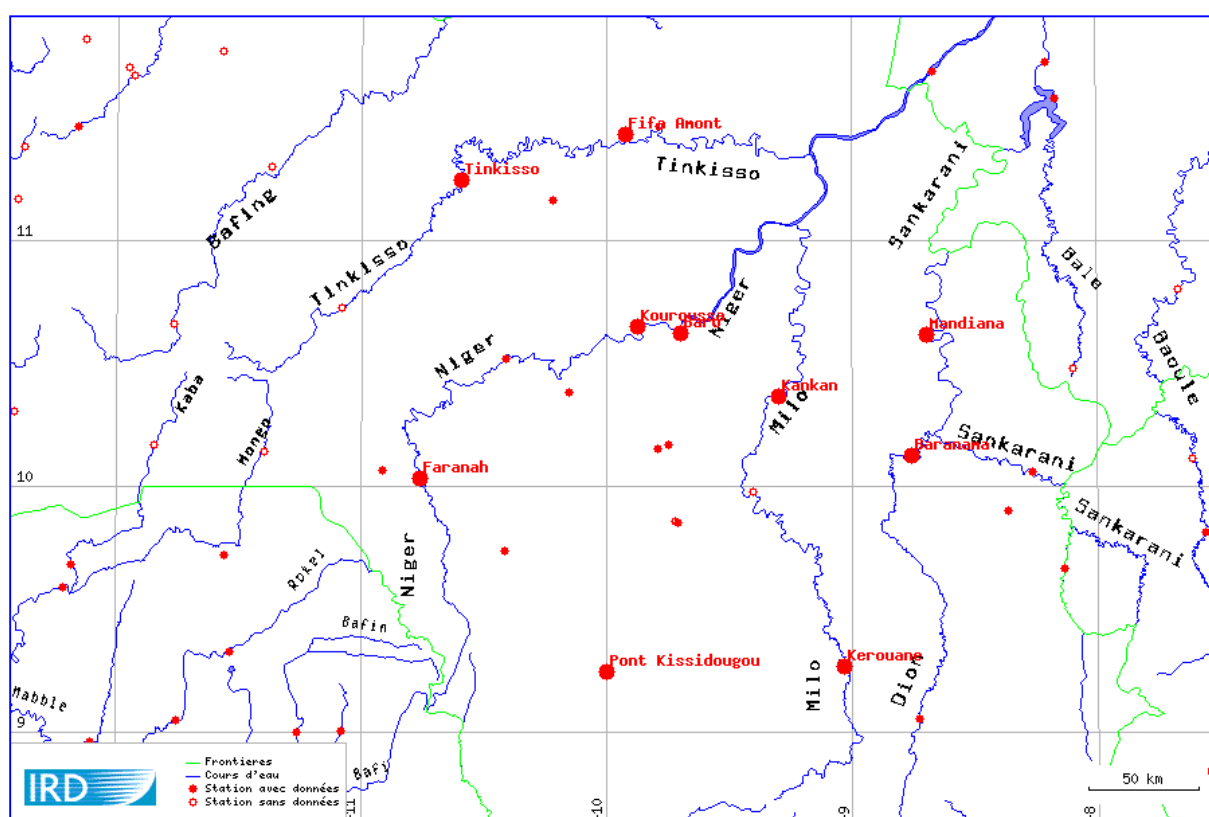 Fifa Amont
Tinkisso
Tinkisso
Sankarani
Bafing
11
Tinkisso
Bale
Kouroussa
Baro
Niger
Mandiana
Niger
Baoule
Kaba
Kankan
Milo
Mongo
Baranama
Sankarani
Faranah
10
Sankarani
Niger
Rokel
Bafin
Pont Kissidougou
Kerouane
Milo
Dion
Mabble
9
Bafi
IRD
Frontieres
Cours d'eau
Station avec données
Station sans données
50 km
-11
-10
-9
-8